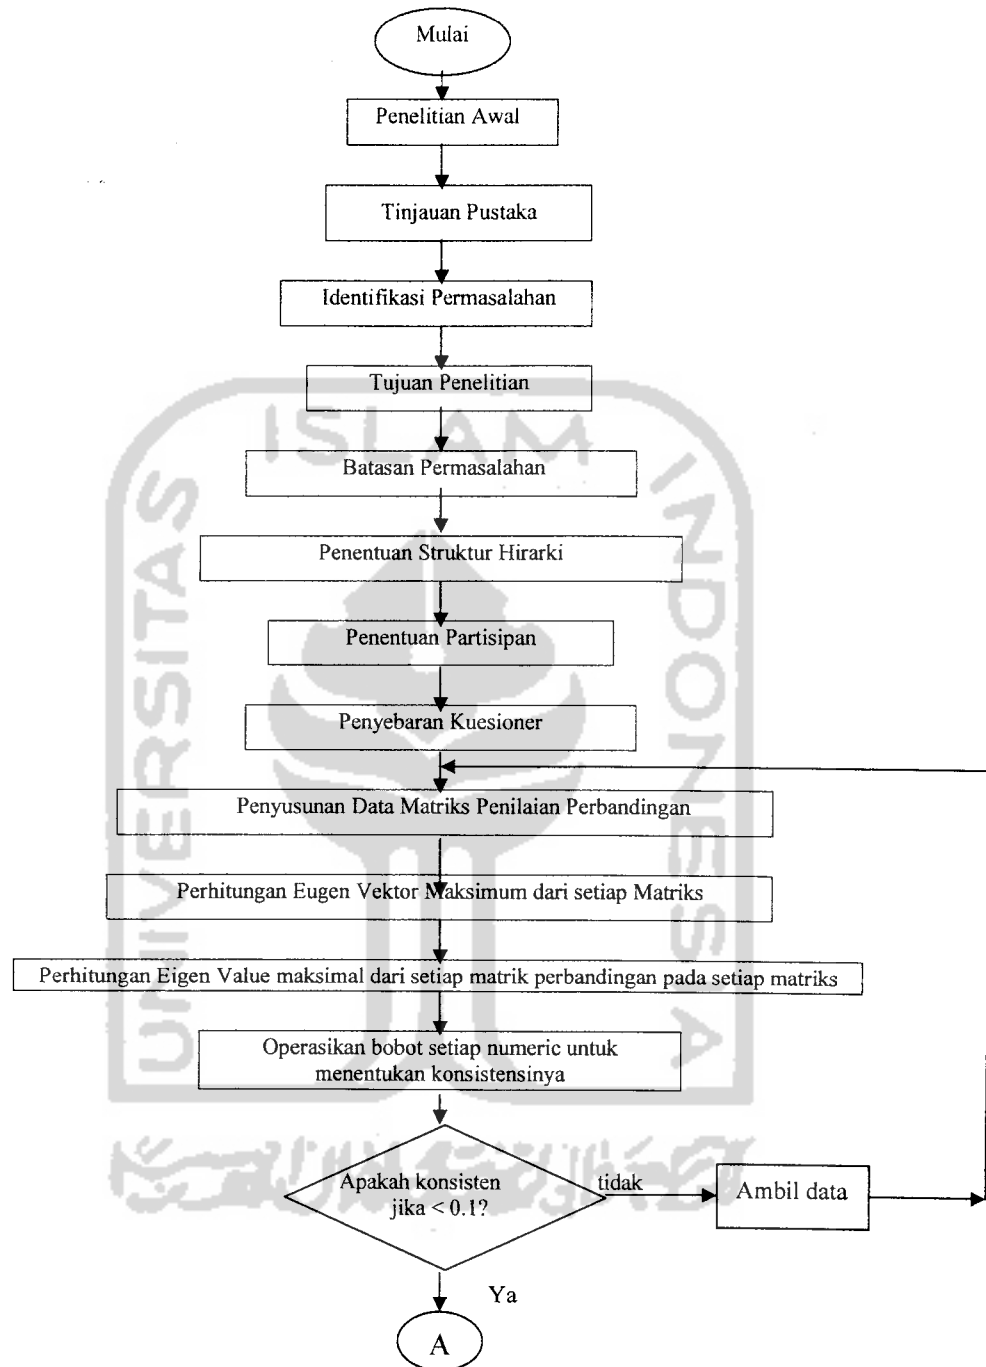 Mulai
Penelitian Awal
Tinjauan Pustaka
Identifikasi Permasalahan
Tujuan Penelitian
ISLAM
Batasan Permasalahan
UNIVERSITAS
INDONESIA
Penentuan Struktur Hirarki
Penentuan Partisipan
Penyebaran Kuesioner
Penyusunan Data Matriks Penilaian Perbandingan
Perhitungan Eugen Vektor Maksimum dari setiap Matriks
Perhitungan Eigen Value maksimal dari setiap matrik perbandingan pada setiap matriks
Operasikan bobot setiap numeric untuk
menentukan konsistensinya
Apakah konsisten
jika < 0.1?
tidak
Ambil data
Ya
A